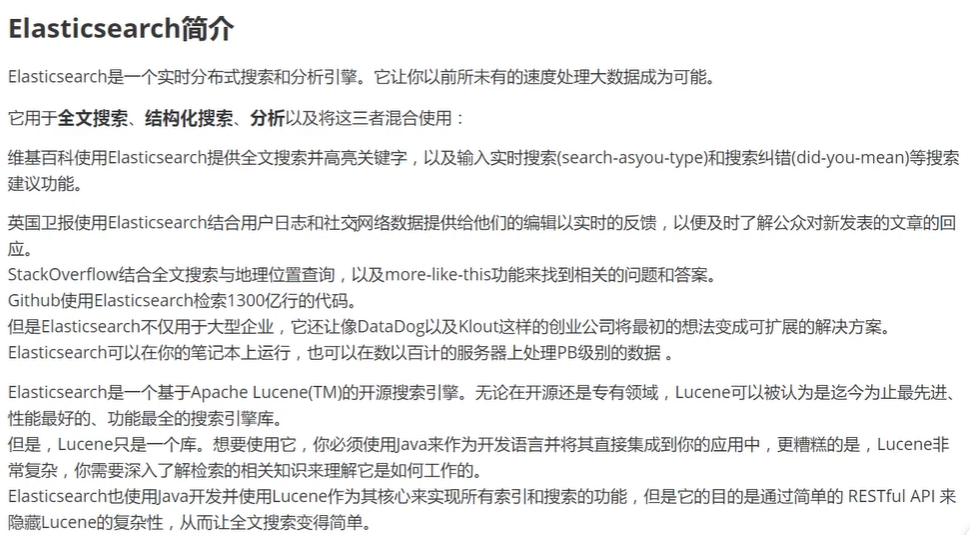 Elasticsearch简介
Elasticsearch是一个实时分布式搜索和分析引擎。它让你以前所未有的速度处理大数据成为可能。
它用于全文搜索、结构化搜索、分析以及将这三者混合使用：
维基百科使用Elasticsearch提供全文搜索并高亮关键字，以及输入实时搜索(search-asyou-type)和搜索纠错(did-you-mean)等搜索
建议功能。
英国卫报使用Elasticsearch结合用户日志和社交网络数据提供给他们的编辑以实时的反馈，以便及时了解公众对新发表的文章的回
应。
StackOverflow结合全文搜索与地理位置查询，以及more-like-this功能来找到相关的问题和答案。
Github使用Elasticsearch检索1300亿行的代码。
但是Elasticsearch不仅用于大型企业，它还让像DataDog以及Klout这样的创业公司将最初的想法变成可扩展的解决方案。
Elasticsearch可以在你的笔记本上运行，也可以在数以百计的服务器上处理PB级别的数据 。
Elasticsearch是一个基于Apache Lucene(TM)的开源搜索引擎。无论在开源还是专有领域，Lucene可以被认为是迄今为止最先进、
性能最好的、功能最全的搜索引擎库。
但是，Lucene只是一个库。想要使用它，你必须使用Java来作为开发语言并将其直接集成到你的应用中，更糟糕的是，Lucene非
常复杂，你需要深入了解检索的相关知识来理解它是如何工作的。
Elasticsearch也使用Java开发并使用Lucene作为其核心来实现所有索引和搜索的功能，但是它的目的是通过简单的 RESTful API 来
隐藏Lucene的复杂性，从而让全文搜索变得简单。